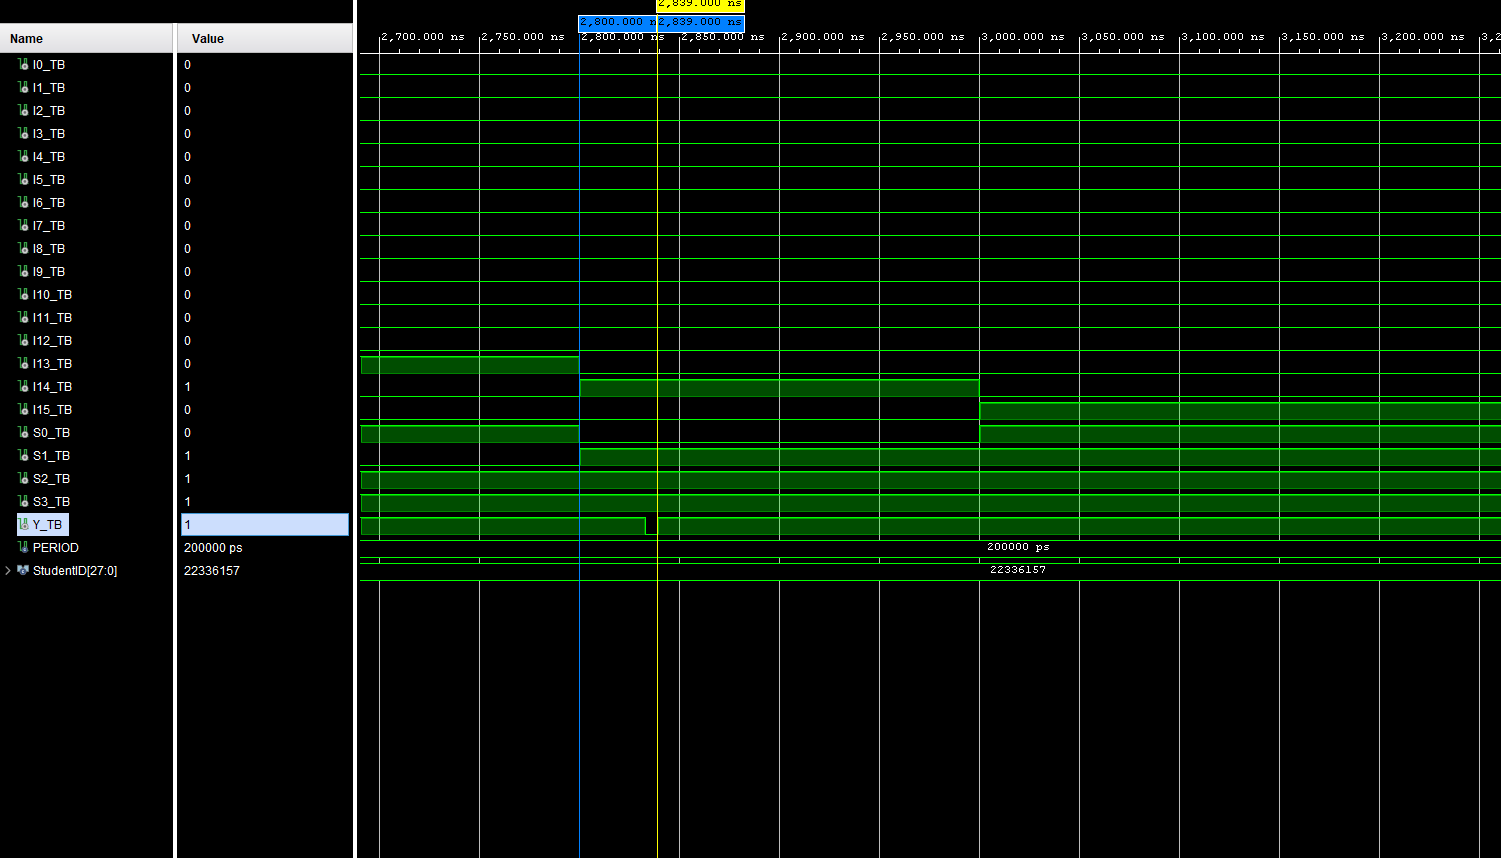 2,839.000 ns
2,800.000 n 2,839.000 ns
Name Value 2,700.000 ns 2,750.000 ns 2,800.000 ns 2,850.000 ns 2,900.000 ns 2,950.000 ns 3,000.000 ns 3,050.000 ns 3,100.000 ns 3,150.000 ns 3,200.000 ns 3,2
I0_TB 0
I1_TB 0
I2_TB 0
I3_TB 0
I4_TB 0
I5_TB 0
I6_TB 0
I7_TB 0
I8_TB 0
I9_TB 0
I10_TB 0
I11_TB 0
I12_TB 0
I13_TB 0
I14_TB 1
I15_TB 0
S0_TB 0
S1_TB 1
S2_TB 1
S3_TB 1
Y_TB 1
PERIOD 200000 ps 200000 ps
StudentID[27:0] 22336157 22336157